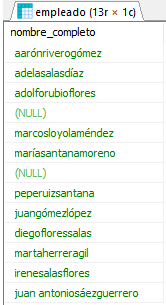 empleado (13r × 1c)
nombre_completo
aarónriverogómez
adelasalasdíaz
adolforubioflores
(NULL)
marcosloyolaméndez
maríasantanamoreno
(NULL)
peperuizsantana
juangómezlópez
diegofloressalas
martaherreragil
irenesalasflores
juan antoniosáezguerrero